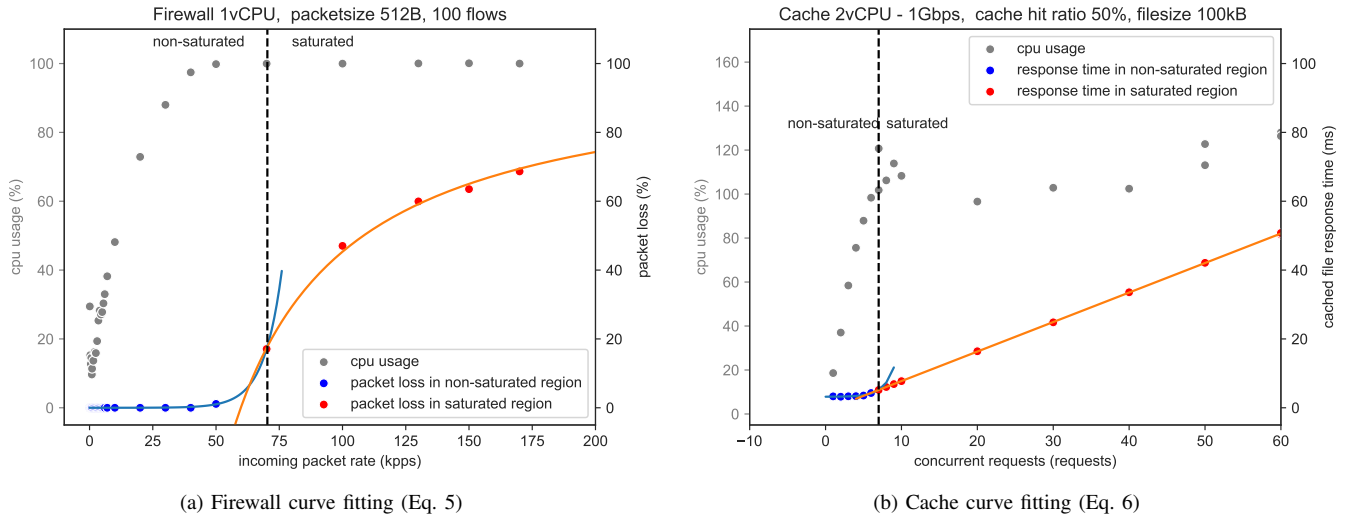 Firewall 1vCPU, packetsize 512B, 100 flows
non-saturated
saturated
100
80
60
40
20
0
cpu usage (%)
100
80
60
40
20
0
packet loss (%)
cpu usage
packet loss in non-saturated region
packet loss in saturated region
0 25 50 75 100 125 150 175 200
incoming packet rate (kpps)
(a) Firewall curve fitting (Eq. 5)
Cache 2vCPU - 1Gbps, cache hit ratio 50%, filesize 100kB
cpu usage
response time in non-saturated region
response time in saturated region
non-saturated
saturated
160
140
120
100
80
60
40
20
0
cpu usage (%)
100
80
60
40
20
0
cached file response time (ms)
−10 0 10 20 30 40 50 60
concurrent requests (requests)
(b) Cache curve fitting (Eq. 6)